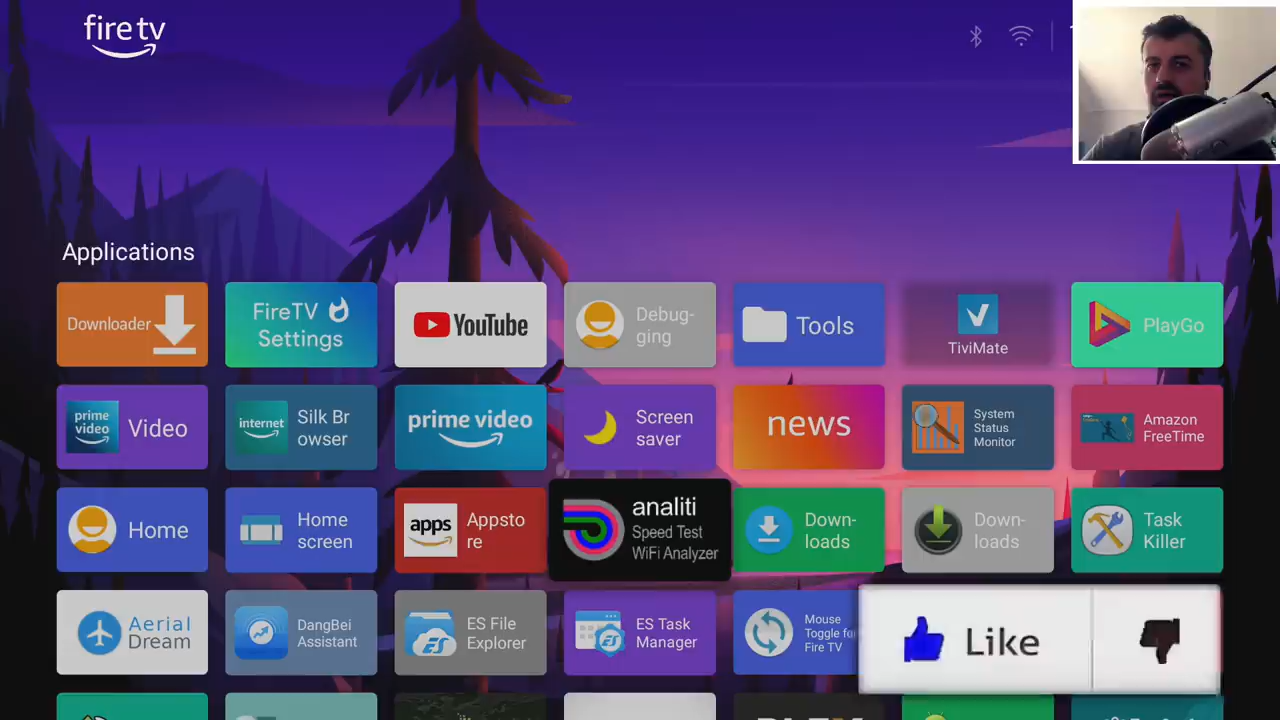 fire tv
Applications
Downloader
FireTV
Settings
YouTube
Debug-
ging
Tools
TiviMate
PlayGo
prime
video
Video
internet
Silk Br
owser
prime video
Screen
saver
news
System
Status
Monitor
Amazon
FreeTime
Home
Home
screen
apps
Appsto
re
analiti
Speed Test
WiFi Analyzer
Down-
loads
Down-
loads
Task
Killer
Aerial
Dream
DangBei
Assistant
ES File
Explorer
ES Task
Manager
Mouse
Toggle for
Fire TV
Like